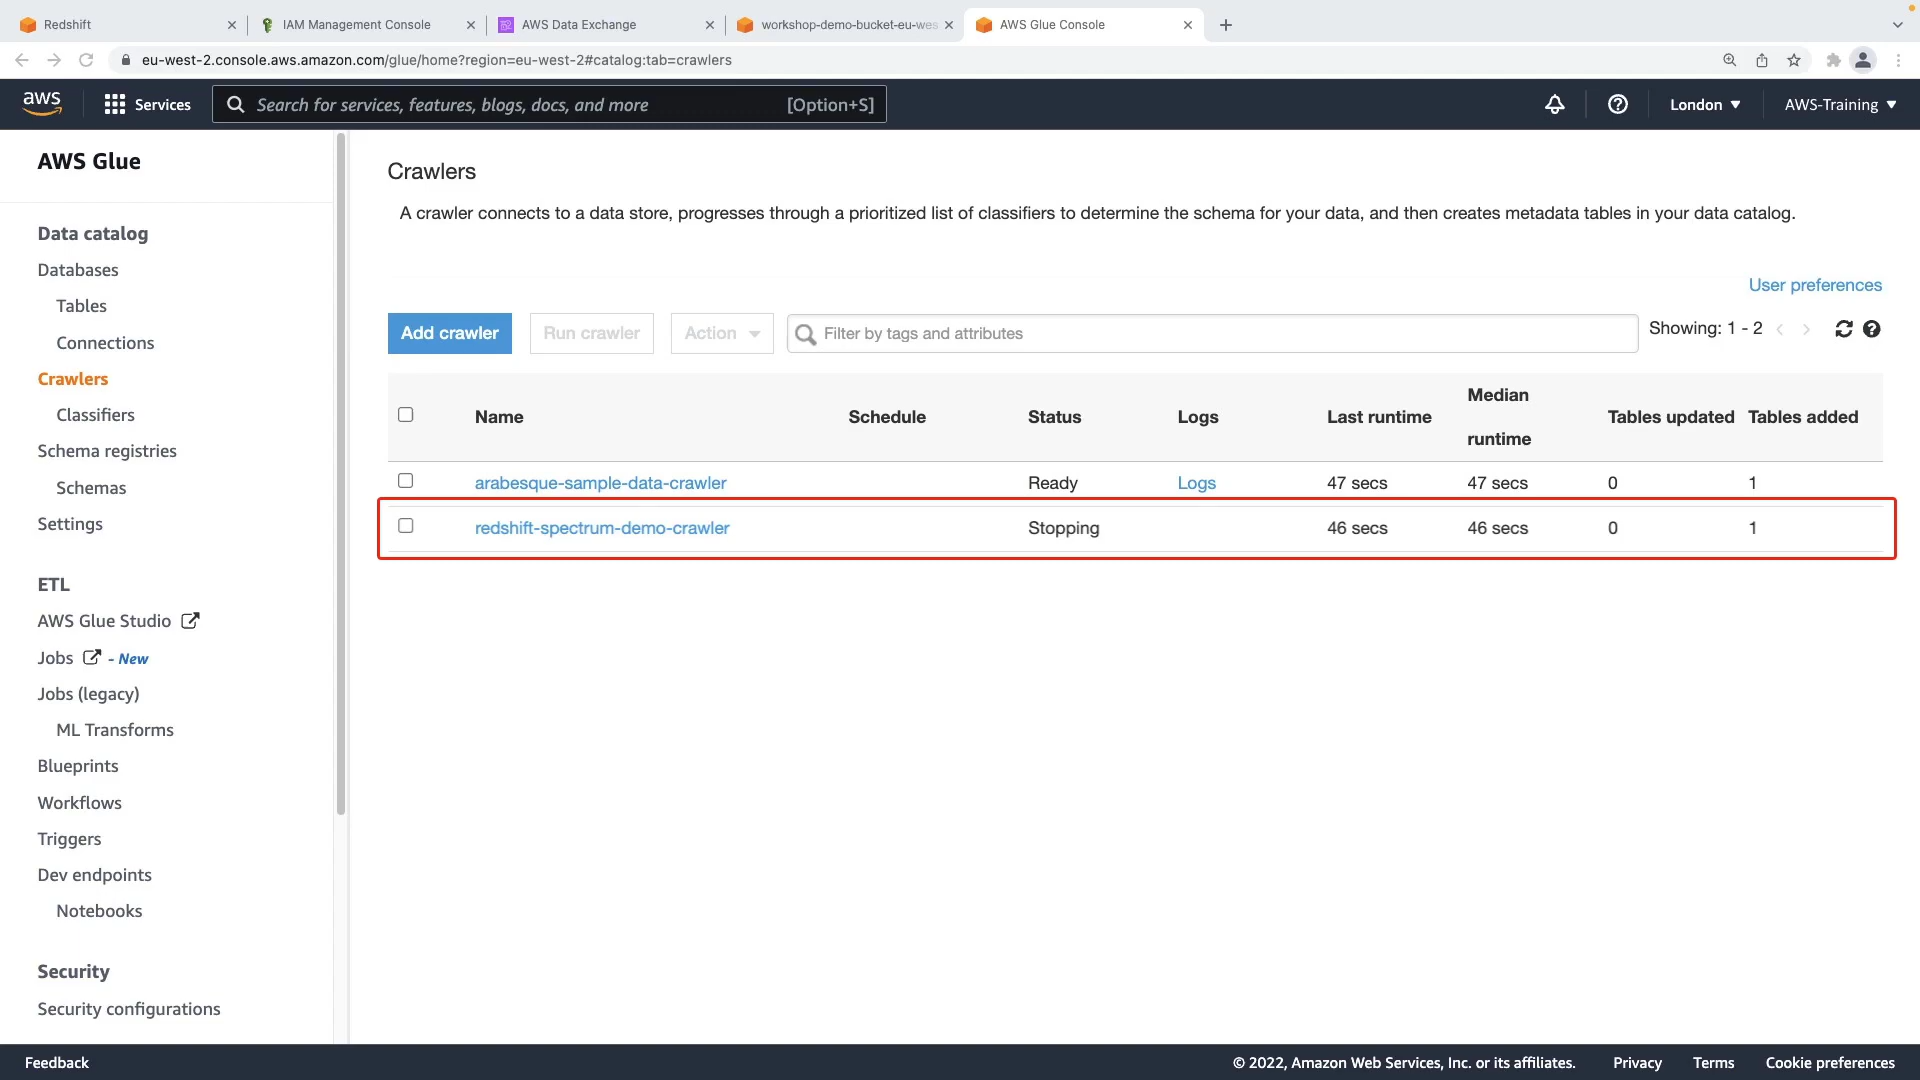 Redshift
IAM Management Console
AWS Data Exchange
workshop-demo-bucket-eu-wes
AWS Glue Console
eu-west-2.console.aws.amazon.com/glue/home?region=eu-west-2#catalog:tab=crawlers
aws
Services
Search for services, features, blogs, docs, and more
[Option+S]
London
AWS-Training
AWS Glue
Data catalog
Databases
Tables
Connections
Crawlers
Classifiers
Schema registries
Schemas
Settings
ETL
AWS Glue Studio
Jobs - New
Jobs (legacy)
ML Transforms
Blueprints
Workflows
Triggers
Dev endpoints
Notebooks
Security
Security configurations
Crawlers
A crawler connects to a data store, progresses through a prioritized list of classifiers to determine the schema for your data, and then creates metadata tables in your data catalog.
User preferences
Add crawler
Run crawler
Action
Filter by tags and attributes
Showing: 1 - 2
Name Schedule Status Logs Last runtime Median runtime Tables updated Tables added
arabesque-sample-data-crawler Ready Logs 47 secs 47 secs 0 1
redshift-spectrum-demo-crawler Stopping 46 secs 46 secs 0 1
Feedback
© 2022, Amazon Web Services, Inc. or its affiliates.
Privacy
Terms
Cookie preferences